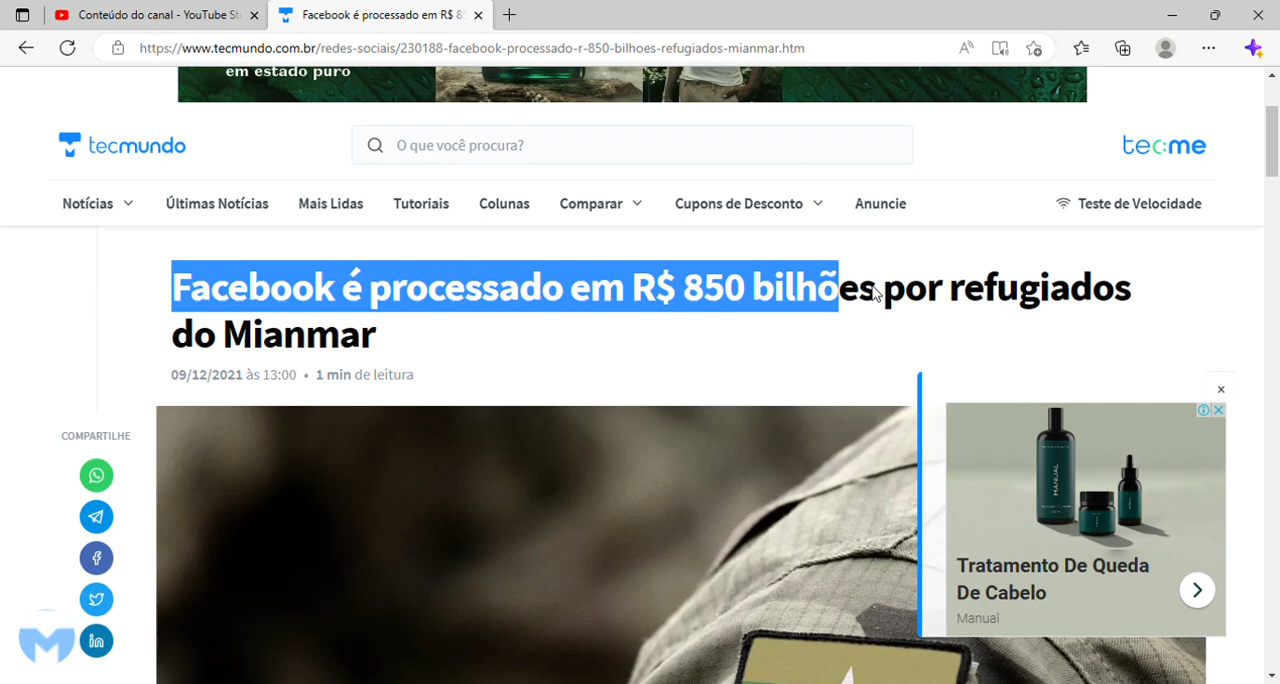 Conteúdo do canal - YouTube St
Facebook é processado em R$ 85
https://www.tecmundo.com.br/redes-sociais/230188-facebook-processado-r-850-bilhoes-refugiados-mianmar.htm
em estado puro
tecmundo
O que você procura?
tec:me
Notícias
Últimas Notícias
Mais Lidas
Tutoriais
Colunas
Comparar
Cupons de Desconto
Anuncie
Teste de Velocidade
Facebook é processado em R$ 850 bilhões por refugiados
do Mianmar
09/12/2021 às 13:00 • 1 min de leitura
COMPARTILHE
MANUAL
Tratamento De Queda
De Cabelo
Manual